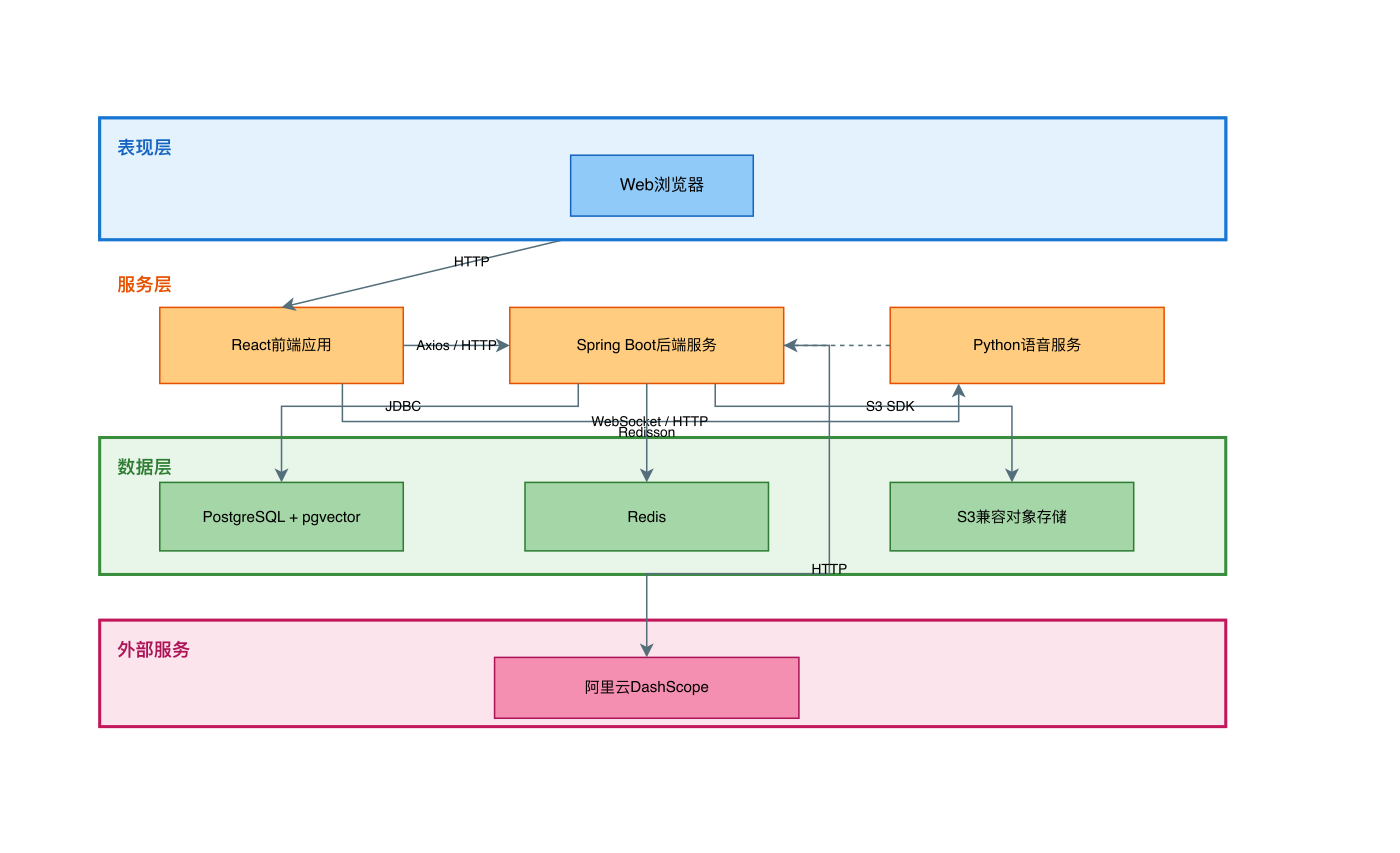 表现层
Web浏览器
HTTP
服务层
React前端应用
Axios / HTTP
Spring Boot后端服务
Python语音服务
JDBC
S3 SDK
WebSocket / HTTP
Redisson
数据层
PostgreSQL + pgvector
Redis
S3兼容对象存储
HTTP
外部服务
阿里云DashScope